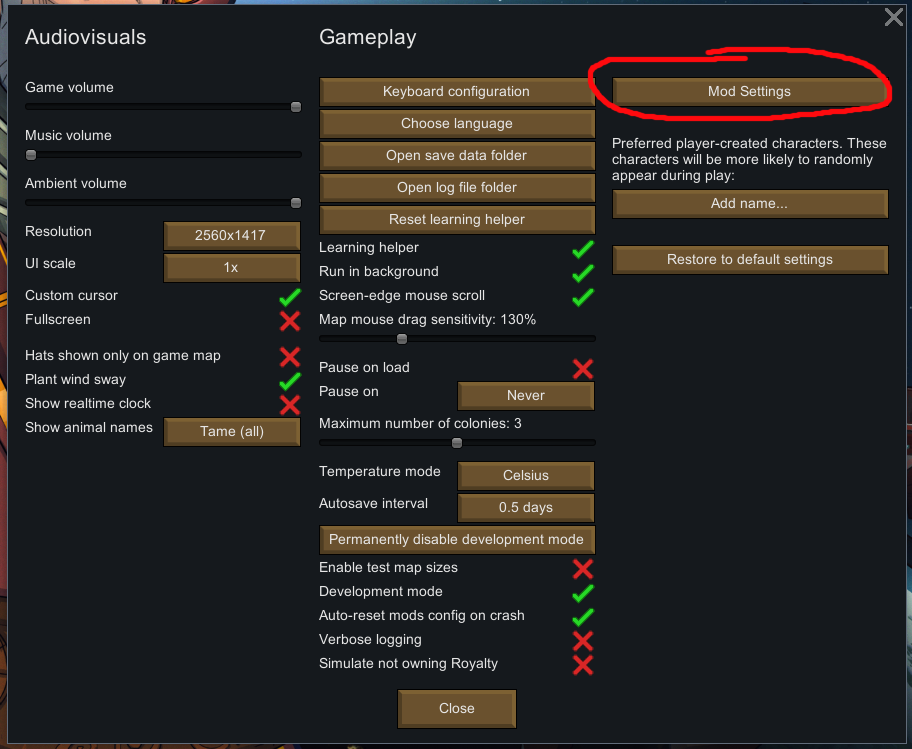 Audiovisuals
Game volume
Music volume
Ambient volume
Resolution
2560x1417
UI scale
1x
Custom cursor
Fullscreen
Hats shown only on game map
Plant wind sway
Show realtime clock
Show animal names
Tame (all)
Gameplay
Keyboard configuration
Choose language
Open save data folder
Open log file folder
Reset learning helper
Learning helper
Run in background
Screen-edge mouse scroll
Map mouse drag sensitivity: 130%
Pause on load
Pause on
Never
Maximum number of colonies: 3
Temperature mode
Celsius
Autosave interval
0.5 days
Permanently disable development mode
Enable test map sizes
Development mode
Auto-reset mods config on crash
Verbose logging
Simulate not owning Royalty
Mod Settings
Preferred player-created characters. These
characters will be more likely to randomly
appear during play:
Add name...
Restore to default settings
Close